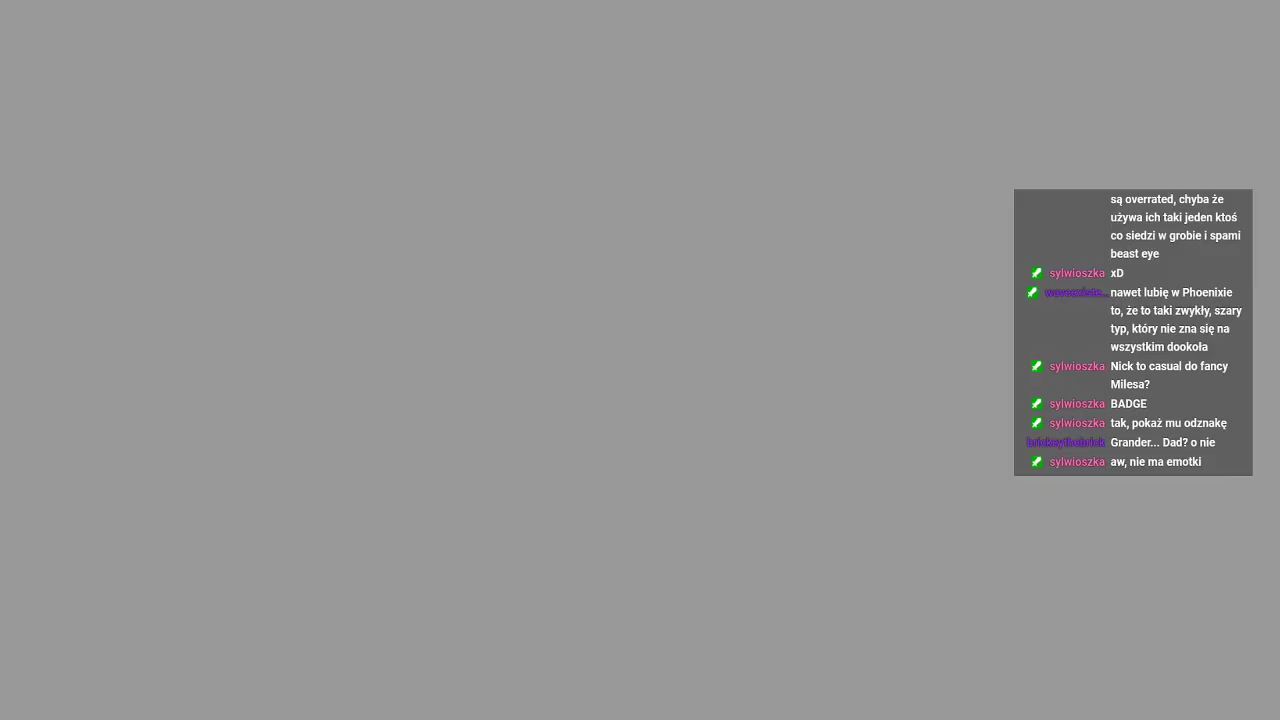 są overrated, chyba że
używa ich taki jeden ktoś
co siedzi w grobie i spami
beast eye
sylwioszka xD
nawet lubię w Phoenixie
to, że to taki zwykły, szary
typ, który nie zna się na
wszystkim dookoła
sylwioszka Nick to casual do fancy
Milesa?
sylwioszka BADGE
sylwioszka tak, pokaż mu odznakę
brickeythebrick Grander... Dad? o nie
sylwioszka aw, nie ma emotki